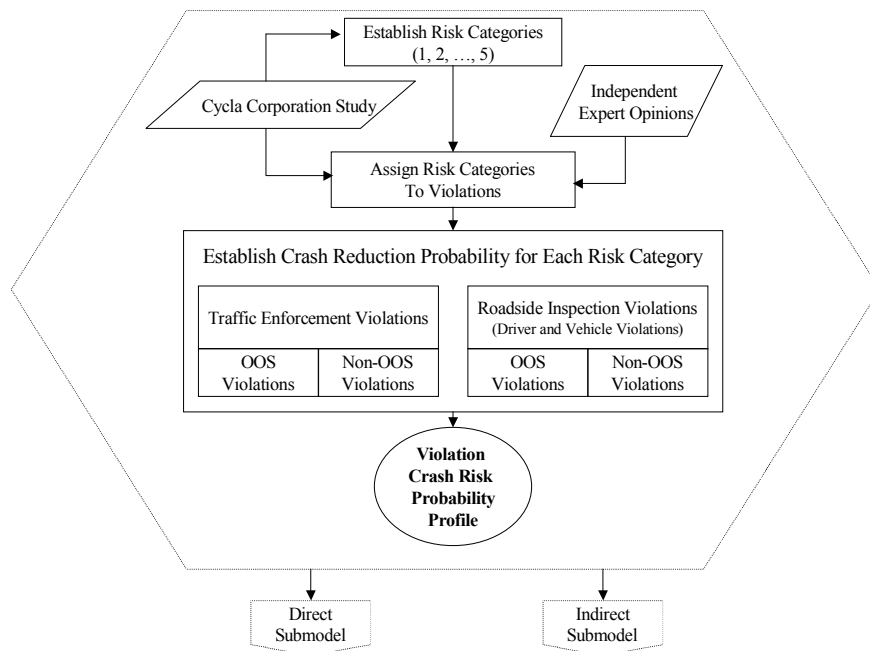 Establish Risk Categories
(1, 2, …, 5)
Cycla Corporation Study
Independent
Expert Opinions
Assign Risk Categories
To Violations
Establish Crash Reduction Probability for Each Risk Category
Traffic Enforcement Violations
OOS
Violations
Non-OOS
Violations
Roadside Inspection Violations
(Driver and Vehicle Violations)
OOS
Violations
Non-OOS
Violations
Violation
Crash Risk
Probability
Profile
Direct
Submodel
Indirect
Submodel